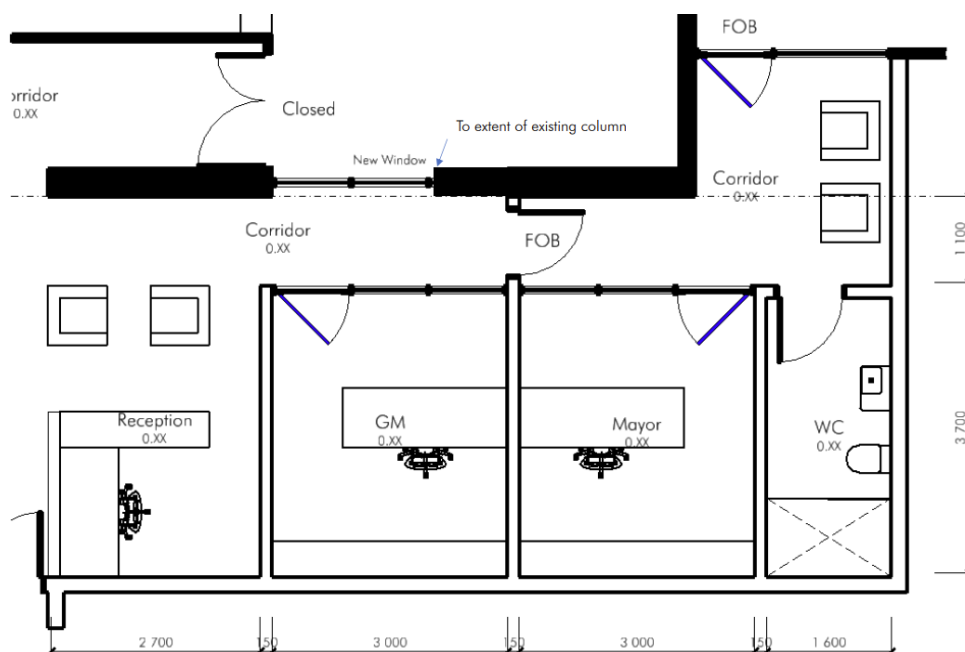 FOB
orridor
0.XX
Closed
To extent of existing column
New Window
Corridor
0.XX
Corridor
0.XX
FOB
1 100
Reception
0.XX
GM
0.XX
Mayor
0.XX
WC
0.XX
3 700
2 700
150
3 000
150
3 000
150
1 600